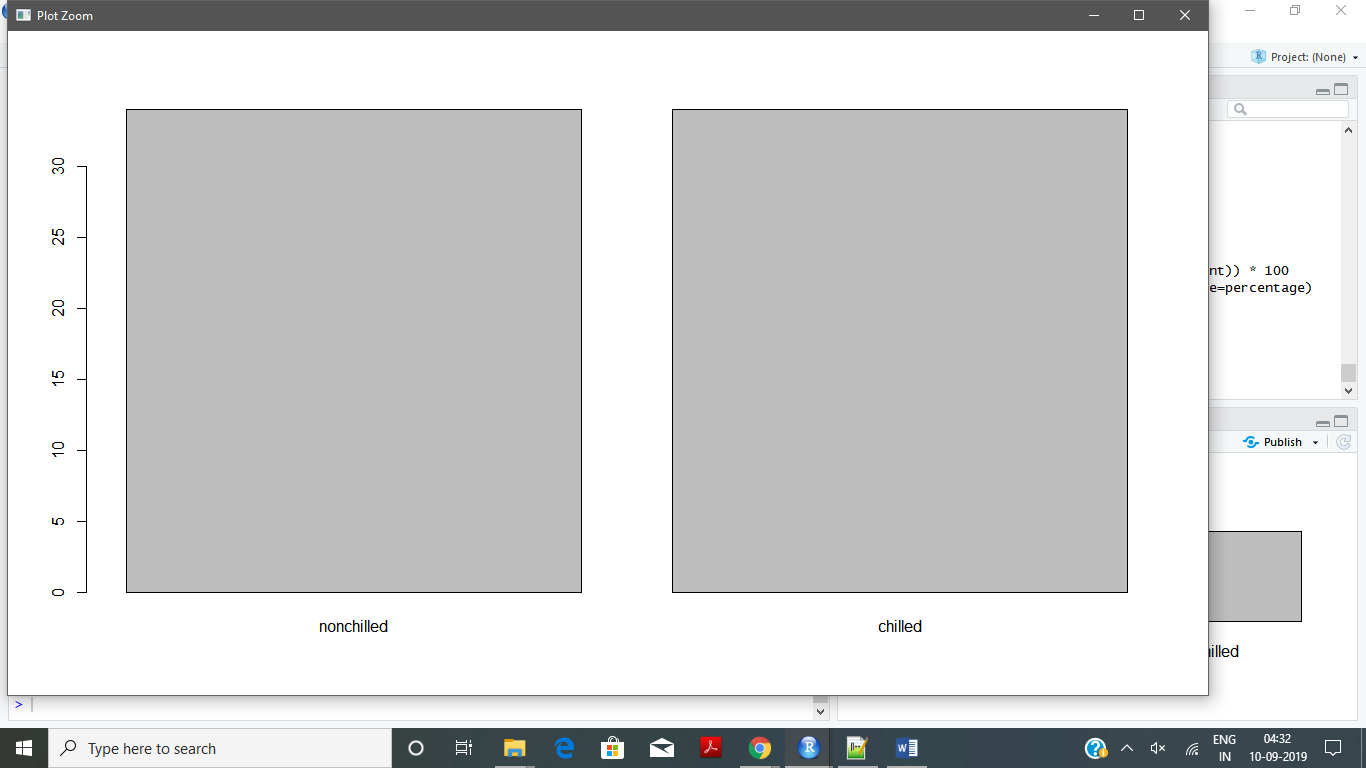 Plot Zoom
Project: (None)
nt)) * 100
e=percentage)
Publish
30
25
20
15
10
5
0
nonchilled
chilled
illed
>
Type here to search
ENG
IN
04:32
10-09-2019